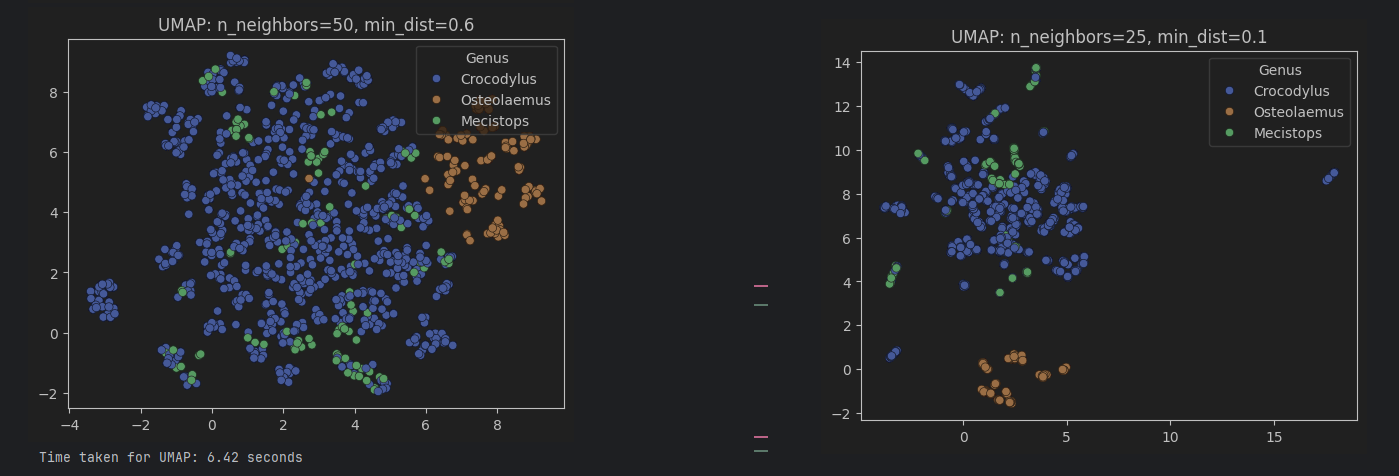 UMAP: n_neighbors=50, min_dist=0.6
Genus
Crocodylus
Osteolaemus
Mecistops
8
6
4
2
0
−2
−4 −2 0 2 4 6 8
Time taken for UMAP: 6.42 seconds
UMAP: n_neighbors=25, min_dist=0.1
Genus
Crocodylus
Osteolaemus
Mecistops
14
12
10
8
6
4
2
0
−2
0 5 10 15